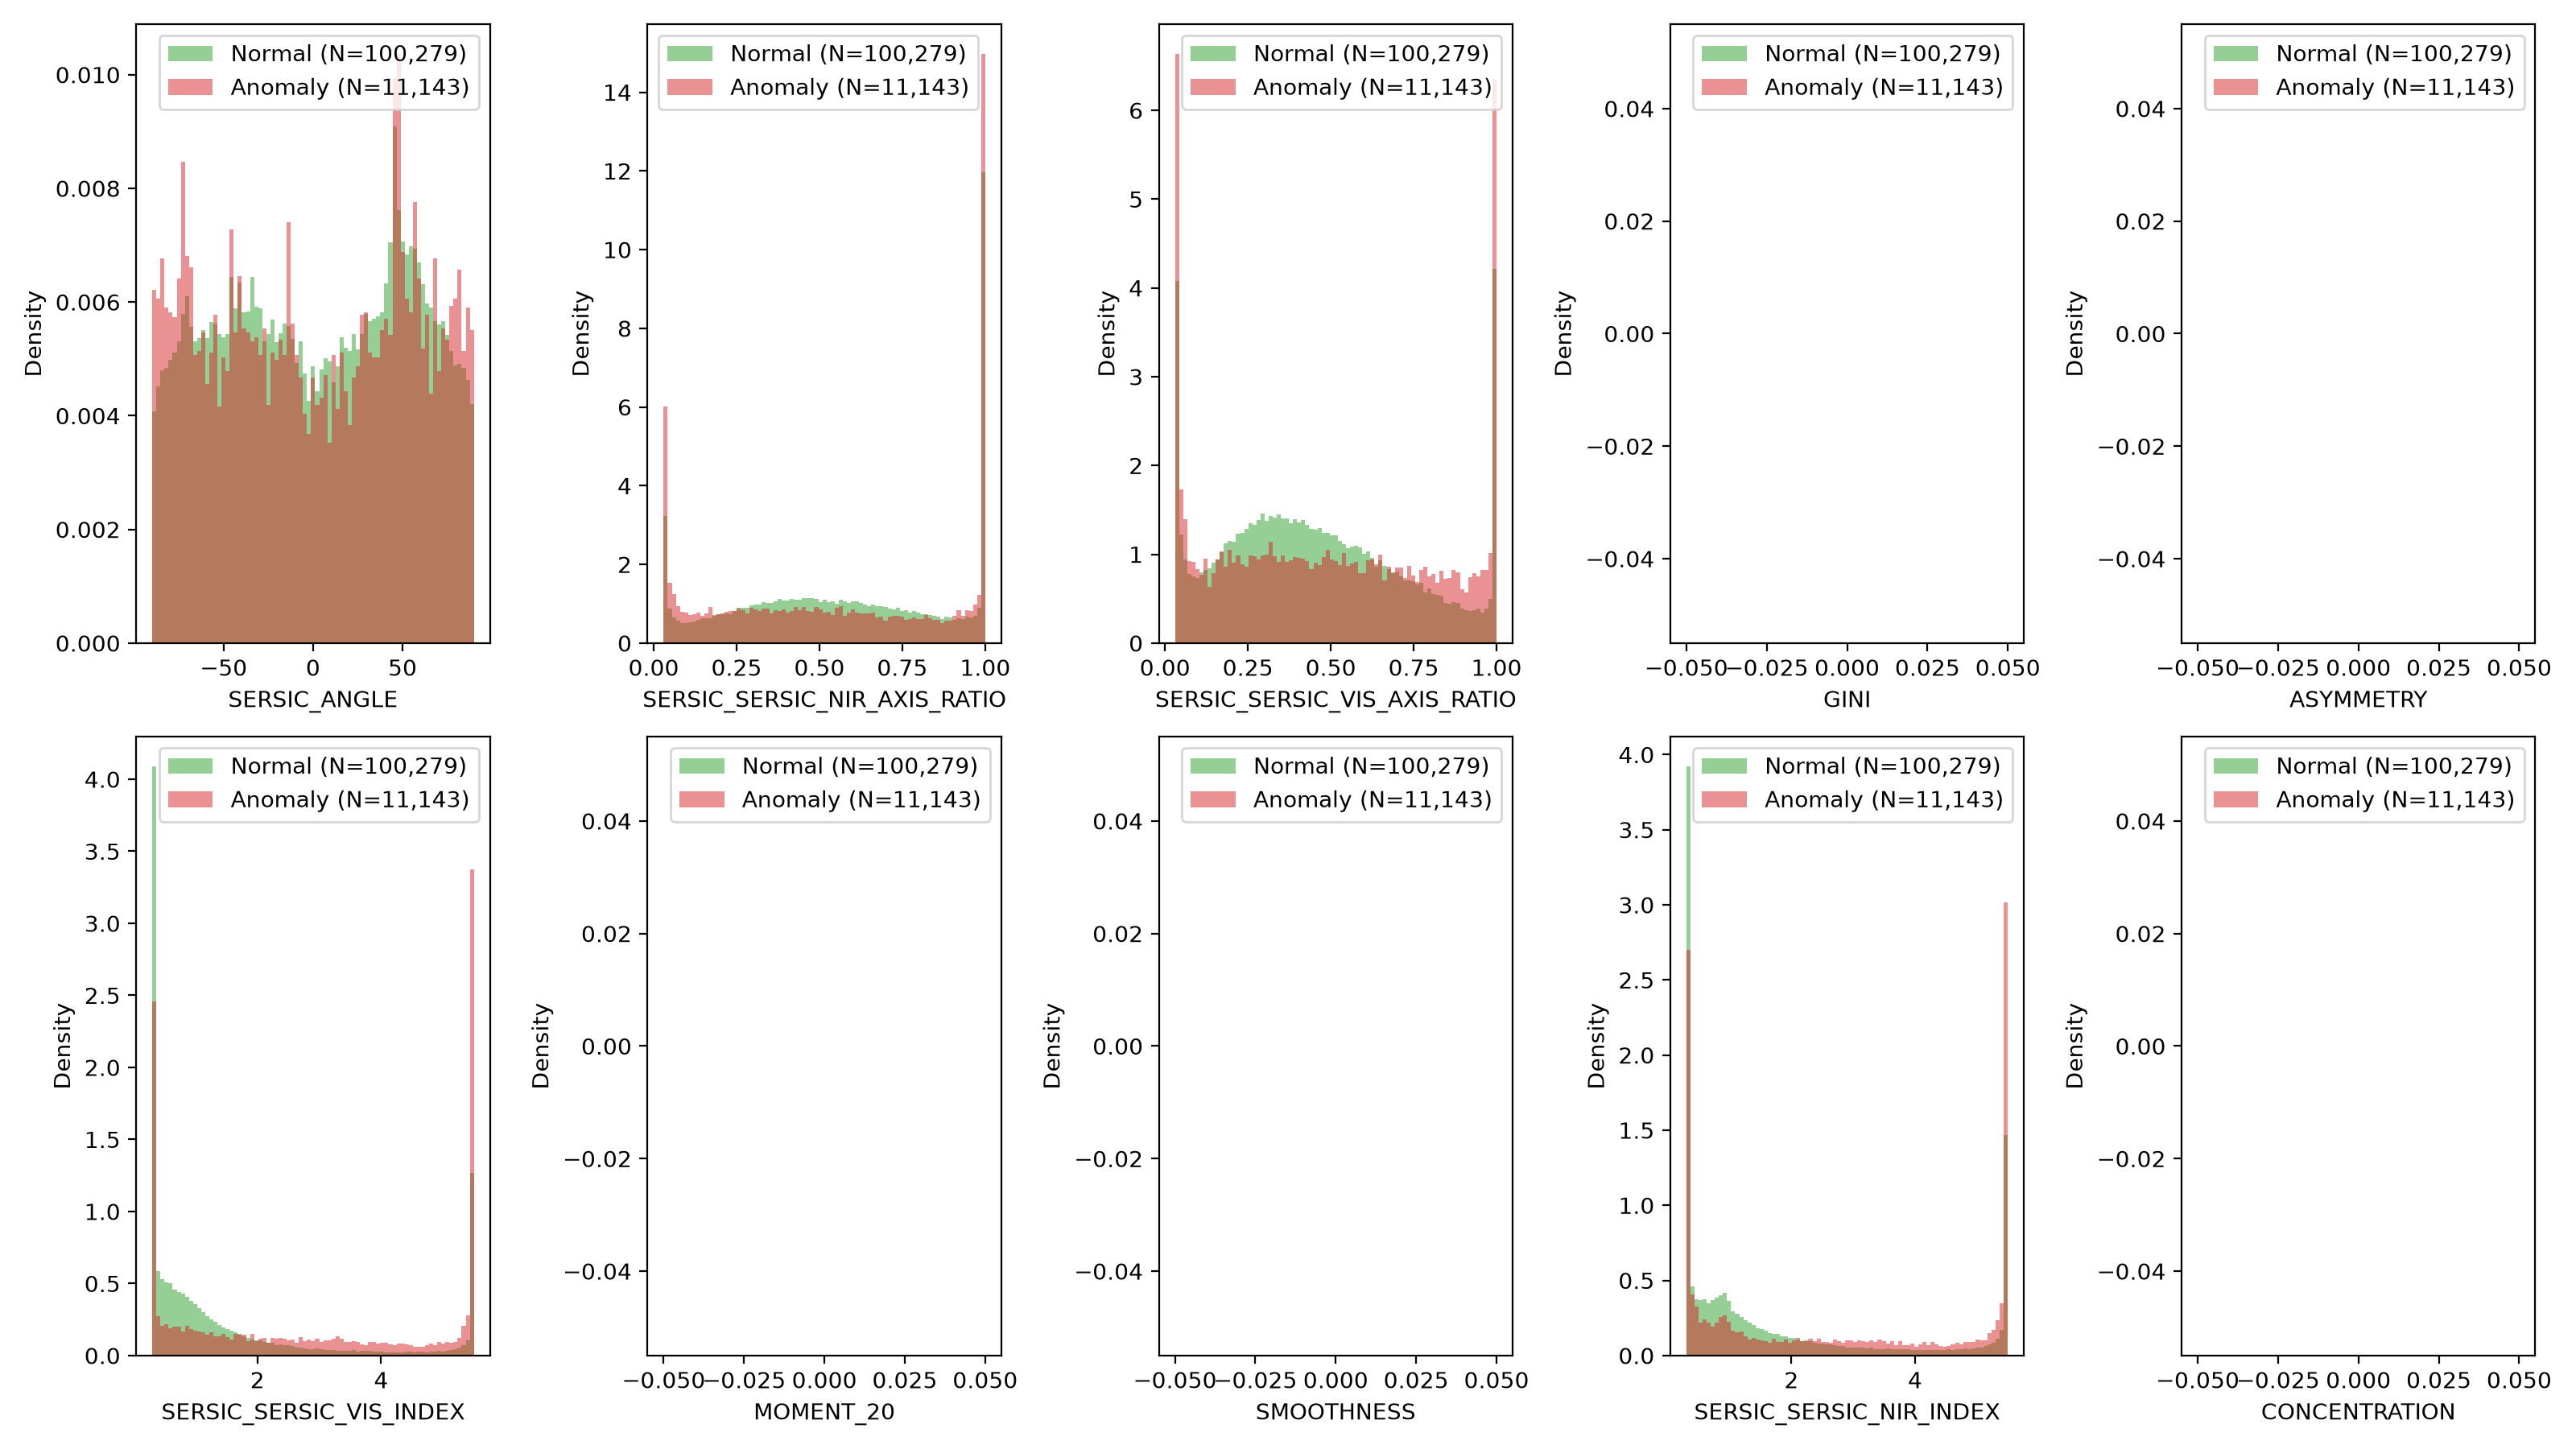 Normal (N=100,279)
Anomaly (N=11,143)
0.010
0.008
0.006
0.004
0.002
0.000
Density
−50 0 50
SERSIC_ANGLE
Normal (N=100,279)
Anomaly (N=11,143)
14
12
10
8
6
4
2
0
Density
0.00 0.25 0.50 0.75 1.00
SERSIC_SERSIC_NIR_AXIS_RATIO
Normal (N=100,279)
Anomaly (N=11,143)
6
5
4
3
2
1
0
Density
0.00 0.25 0.50 0.75 1.00
SERSIC_SERSIC_VIS_AXIS_RATIO
Normal (N=100,279)
Anomaly (N=11,143)
0.04
0.02
0.00
−0.02
−0.04
Density
−0.050 −0.025 0.000 0.025 0.050
GINI
Normal (N=100,279)
Anomaly (N=11,143)
0.04
0.02
0.00
−0.02
−0.04
Density
−0.050 −0.025 0.000 0.025 0.050
ASYMMETRY
Normal (N=100,279)
Anomaly (N=11,143)
4.0
3.5
3.0
2.5
2.0
1.5
1.0
0.5
0.0
Density
2 4
SERSIC_SERSIC_VIS_INDEX
Normal (N=100,279)
Anomaly (N=11,143)
0.04
0.02
0.00
−0.02
−0.04
Density
−0.050 −0.025 0.000 0.025 0.050
MOMENT_20
Normal (N=100,279)
Anomaly (N=11,143)
0.04
0.02
0.00
−0.02
−0.04
Density
−0.050 −0.025 0.000 0.025 0.050
SMOOTHNESS
Normal (N=100,279)
Anomaly (N=11,143)
4.0
3.5
3.0
2.5
2.0
1.5
1.0
0.5
0.0
Density
2 4
SERSIC_SERSIC_NIR_INDEX
Normal (N=100,279)
Anomaly (N=11,143)
0.04
0.02
0.00
−0.02
−0.04
Density
−0.050 −0.025 0.000 0.025 0.050
CONCENTRATION